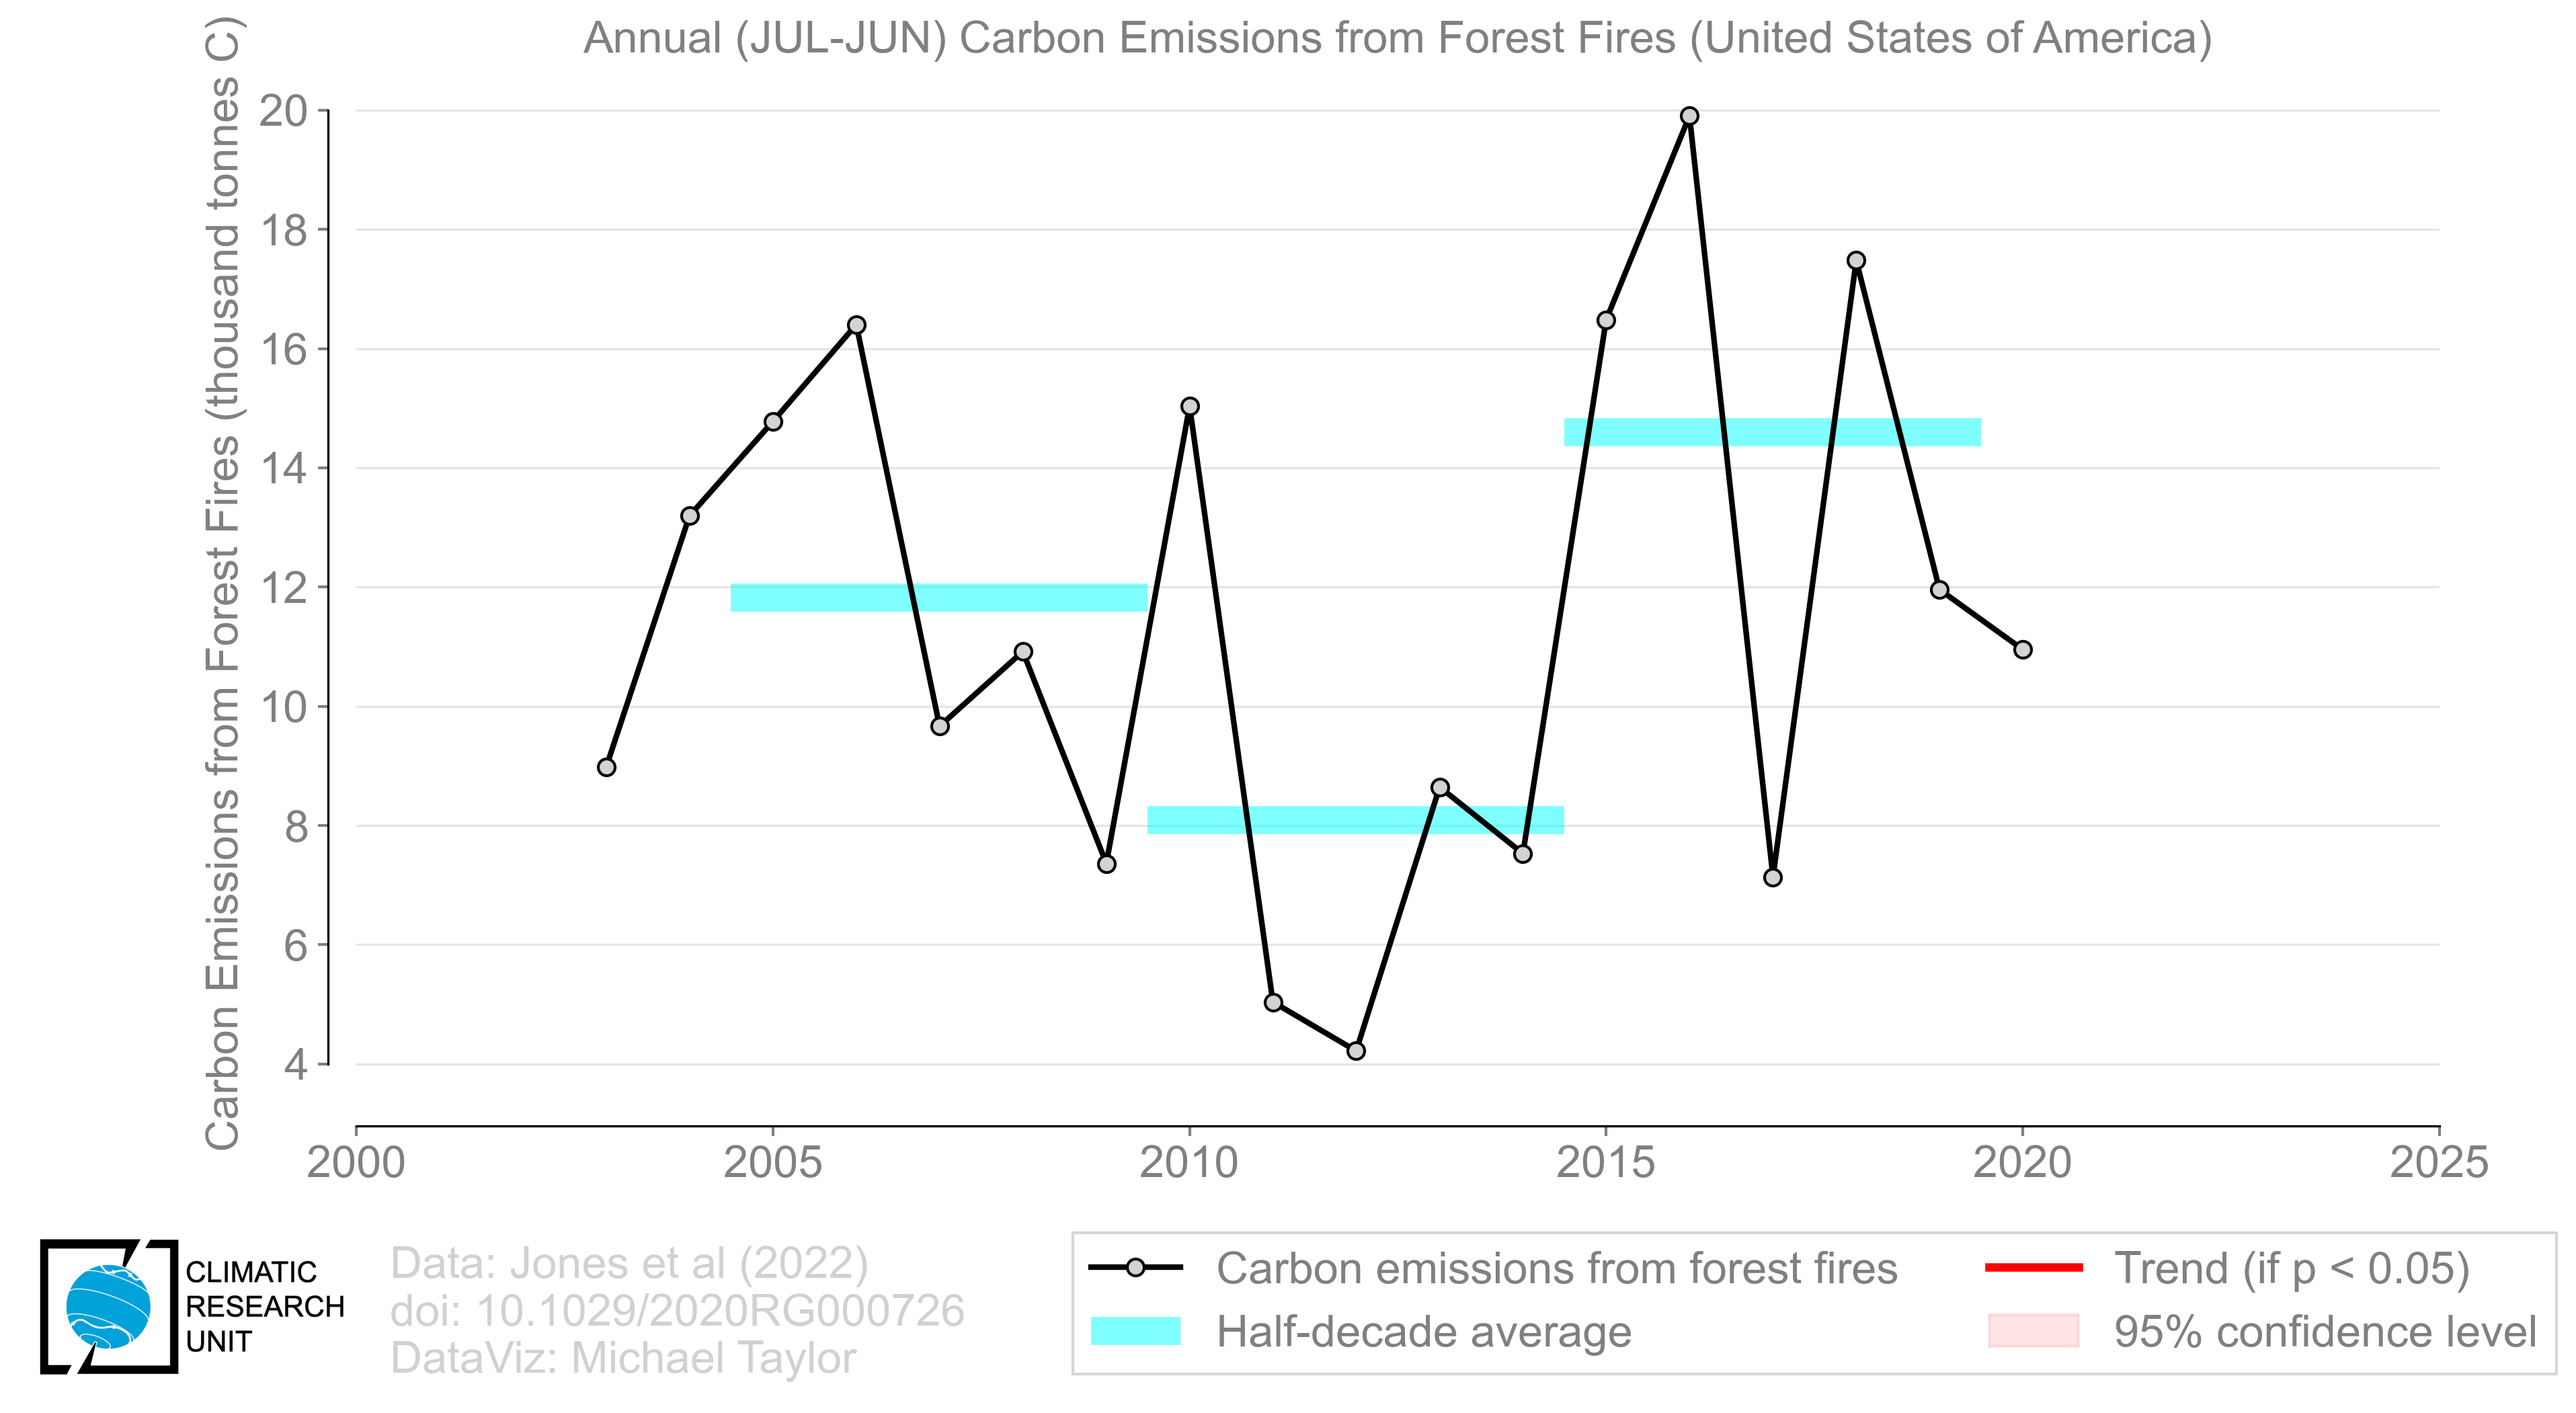 Annual (JUL-JUN) Carbon Emissions from Forest Fires (United States of America)
Carbon Emissions from Forest Fires (thousand tonnes C)
20
18
16
14
12
10
8
6
4
2000
2005
2010
2015
2020
2025
CLIMATIC
RESEARCH
UNIT
Data: Jones et al (2022)
doi: 10.1029/2020RG000726
DataViz: Michael Taylor
Carbon emissions from forest fires
Half-decade average
Trend (if p < 0.05)
95% confidence level